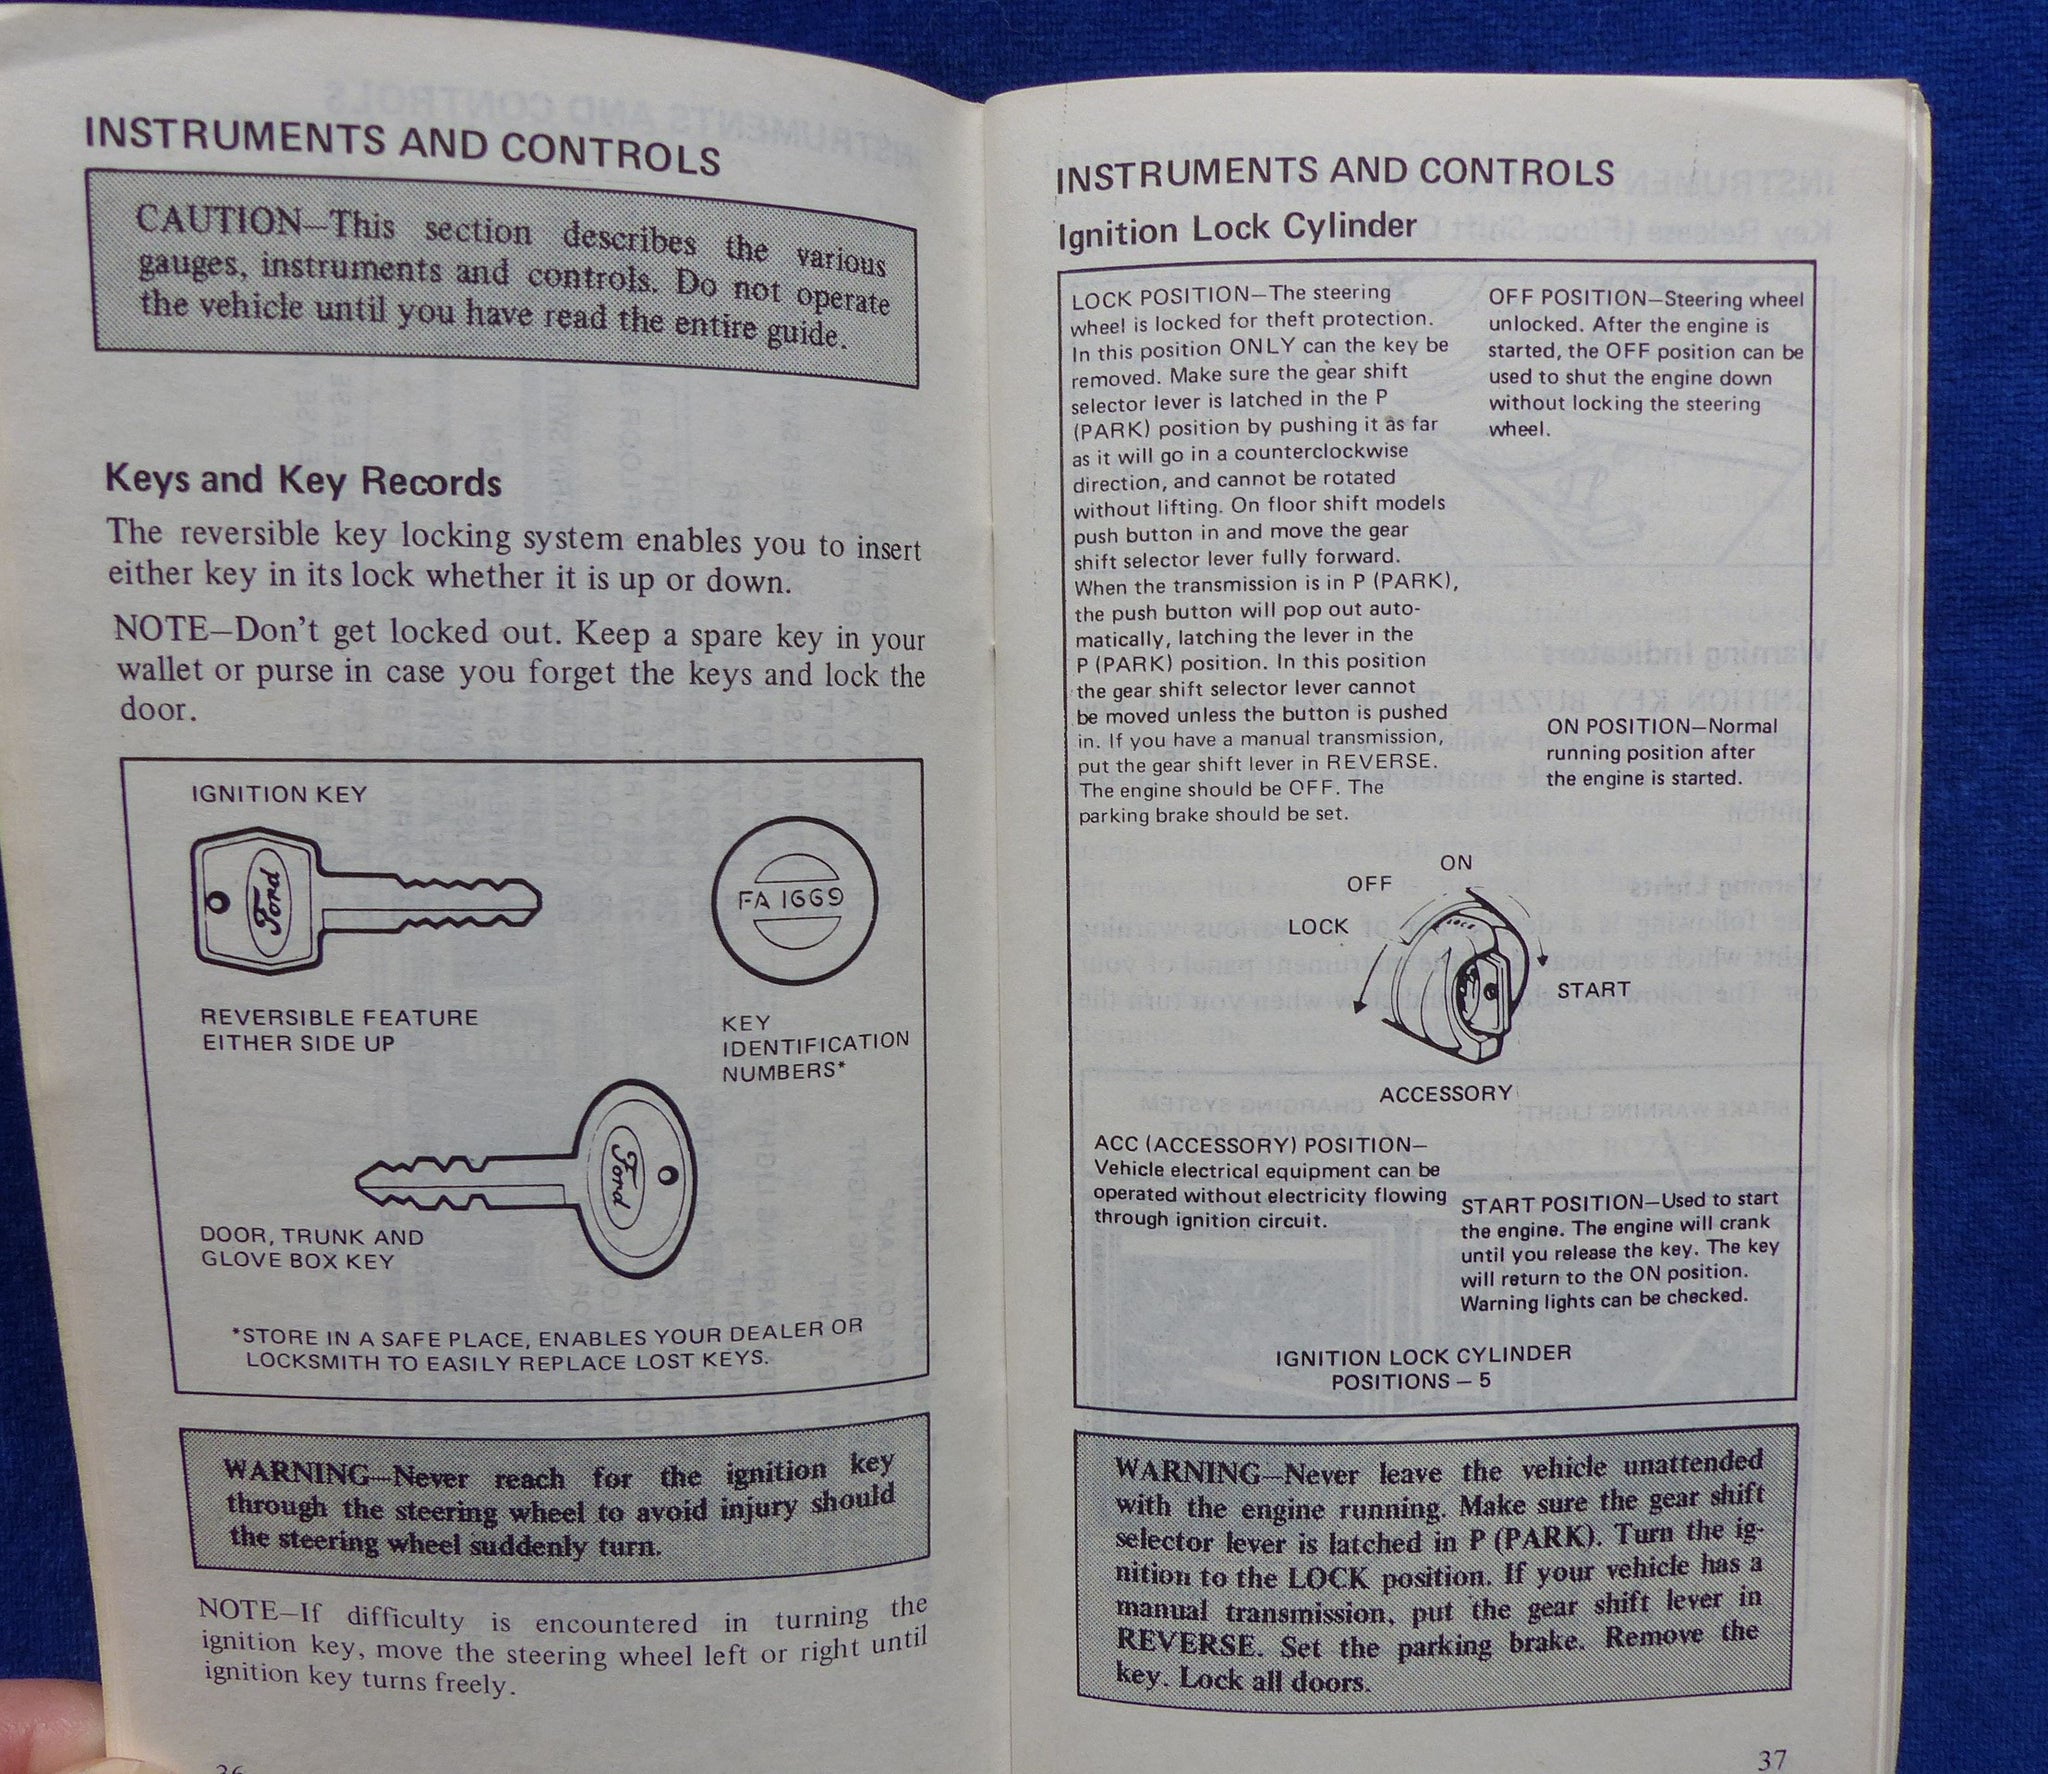 INSTRUMENTS AND CONTROLS
CAUTION—This section describes the various
gauges, instruments and controls. Do not operate
the vehicle until you have read the entire guide.
Keys and Key Records
The reversible key locking system enables you to insert
either key in its lock whether it is up or down.
NOTE—Don't get locked out. Keep a spare key in your
wallet or purse in case you forget the keys and lock the
door.
IGNITION KEY
Ford
FA 1669
REVERSIBLE FEATURE
EITHER SIDE UP
KEY
IDENTIFICATION
NUMBERS*
Ford
DOOR, TRUNK AND
GLOVE BOX KEY
*STORE IN A SAFE PLACE, ENABLES YOUR DEALER OR
LOCKSMITH TO EASILY REPLACE LOST KEYS.
WARNING—Never reach for the ignition key
through the steering wheel to avoid injury should
the steering wheel suddenly turn.
NOTE—If difficulty is encountered in turning the
ignition key, move the steering wheel left or right until
ignition key turns freely.
36
INSTRUMENTS AND CONTROLS
Ignition Lock Cylinder
LOCK POSITION—The steering
wheel is locked for theft protection.
In this position ONLY can the key be
removed. Make sure the gear shift
selector lever is latched in the P
(PARK) position by pushing it as far
as it will go in a counterclockwise
direction, and cannot be rotated
without lifting. On floor shift models
push button in and move the gear
shift selector lever fully forward.
When the transmission is in P (PARK),
the push button will pop out auto-
matically, latching the lever in the
P (PARK) position. In this position
the gear shift selector lever cannot
be moved unless the button is pushed
in. If you have a manual transmission,
put the gear shift lever in REVERSE.
The engine should be OFF. The
parking brake should be set.
OFF POSITION—Steering wheel
unlocked. After the engine is
started, the OFF position can be
used to shut the engine down
without locking the steering
wheel.
ON POSITION—Normal
running position after
the engine is started.
ON
OFF
LOCK
START
ACCESSORY
ACC (ACCESSORY) POSITION—
Vehicle electrical equipment can be
operated without electricity flowing
through ignition circuit.
START POSITION—Used to start
the engine. The engine will crank
until you release the key. The key
will return to the ON position.
Warning lights can be checked.
IGNITION LOCK CYLINDER
POSITIONS – 5
WARNING—Never leave the vehicle unattended
with the engine running. Make sure the gear shift
selector lever is latched in P (PARK). Turn the ig-
nition to the LOCK position. If your vehicle has a
manual transmission, put the gear shift lever in
REVERSE. Set the parking brake. Remove the
key. Lock all doors.
37